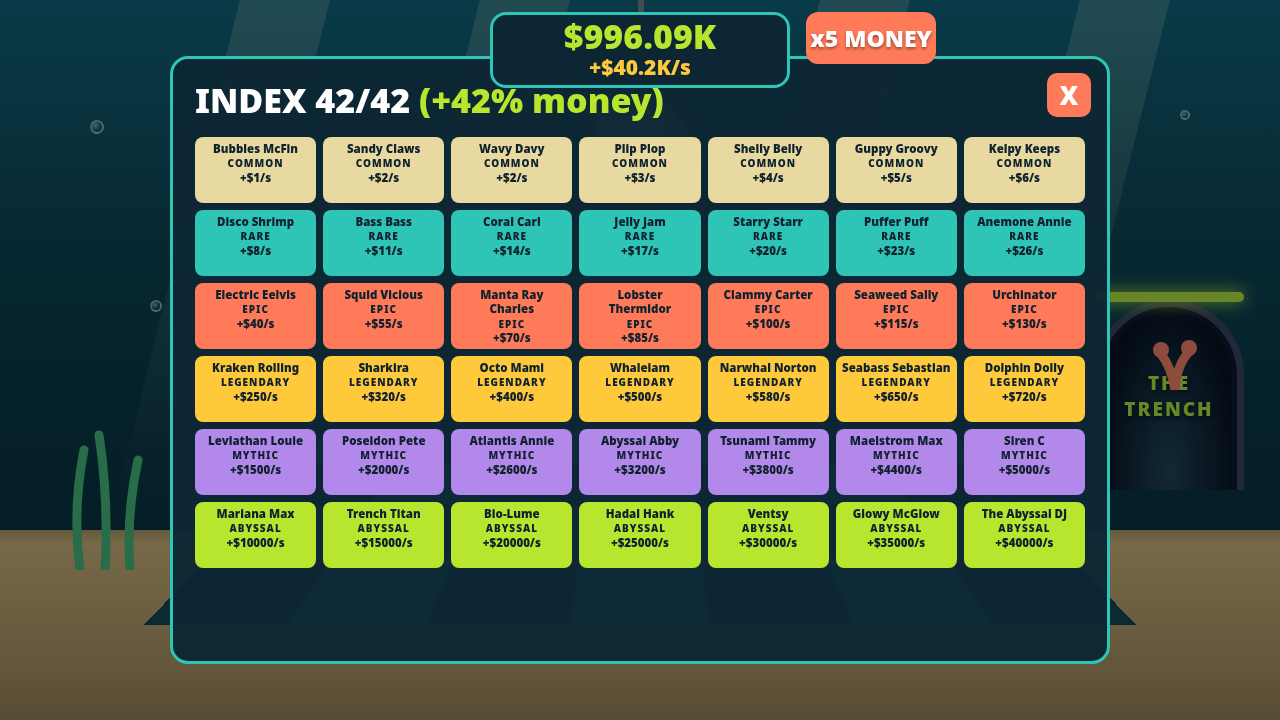 $996.09K
+$40.2K/s
x5 MONEY
INDEX 42/42 (+42% money)
X
Bubbles McFin
COMMON
+$1/s
Sandy Claws
COMMON
+$2/s
Wavy Davy
COMMON
+$2/s
Plip Plop
COMMON
+$3/s
Shelly Belly
COMMON
+$4/s
Guppy Groovy
COMMON
+$5/s
Kelpy Keeps
COMMON
+$6/s
Disco Shrimp
RARE
+$8/s
Bass Bass
RARE
+$11/s
Coral Carl
RARE
+$14/s
Jelly Jam
RARE
+$17/s
Starry Starr
RARE
+$20/s
Puffer Puff
RARE
+$23/s
Anemone Annie
RARE
+$26/s
Electric Eelvis
EPIC
+$40/s
Squid Vicious
EPIC
+$55/s
Manta Ray
Charles
EPIC
+$70/s
Lobster
Thermidor
EPIC
+$85/s
Clammy Carter
EPIC
+$100/s
Seaweed Sally
EPIC
+$115/s
Urchinator
EPIC
+$130/s
Kraken Rolling
LEGENDARY
+$250/s
Sharkira
LEGENDARY
+$320/s
Octo Mami
LEGENDARY
+$400/s
Whalelam
LEGENDARY
+$500/s
Narwhal Norton
LEGENDARY
+$580/s
Seabass Sebastian
LEGENDARY
+$650/s
Dolphin Dolly
LEGENDARY
+$720/s
Leviathan Louie
MYTHIC
+$1500/s
Poseidon Pete
MYTHIC
+$2000/s
Atlantis Annie
MYTHIC
+$2600/s
Abyssal Abby
MYTHIC
+$3200/s
Tsunami Tammy
MYTHIC
+$3800/s
Maelstrom Max
MYTHIC
+$4400/s
Siren C
MYTHIC
+$5000/s
Mariana Max
ABYSSAL
+$10000/s
Trench Titan
ABYSSAL
+$15000/s
Bio-Lume
ABYSSAL
+$20000/s
Hadal Hank
ABYSSAL
+$25000/s
Ventsy
ABYSSAL
+$30000/s
Glowy McGlow
ABYSSAL
+$35000/s
The Abyssal DJ
ABYSSAL
+$40000/s
THE
TRENCH